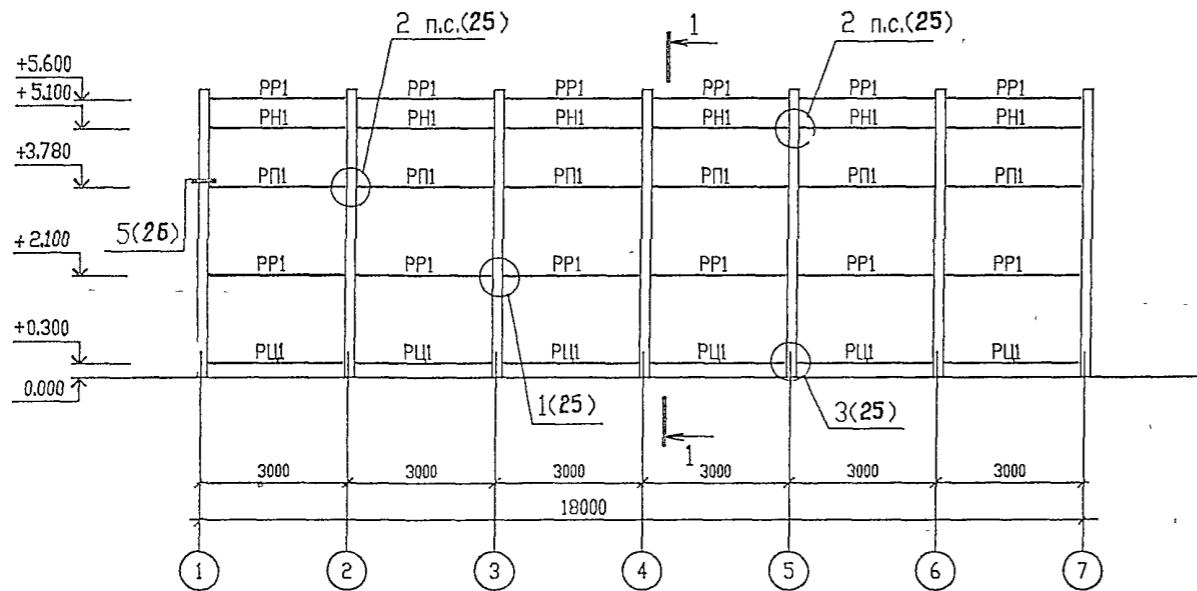 2 п.с.(25)
1
2 п.с.(25)
+5.600
+5.100
+3.780
+2.100
+0.300
0.000
РР1 РР1 РР1 РР1 РР1 РР1
РН1 РН1 РН1 РН1 РН1 РН1
РП1 РП1 РП1 РП1 РП1 РП1
5(25)
РР1 РР1 РР1 РР1 РР1 РР1
РЦ1 РЦ1 РЦ1 РЦ1 РЦ1 РЦ1
1(25)
3(25)
1
3000 3000 3000 3000 3000 3000
18000
1 2 3 4 5 6 7